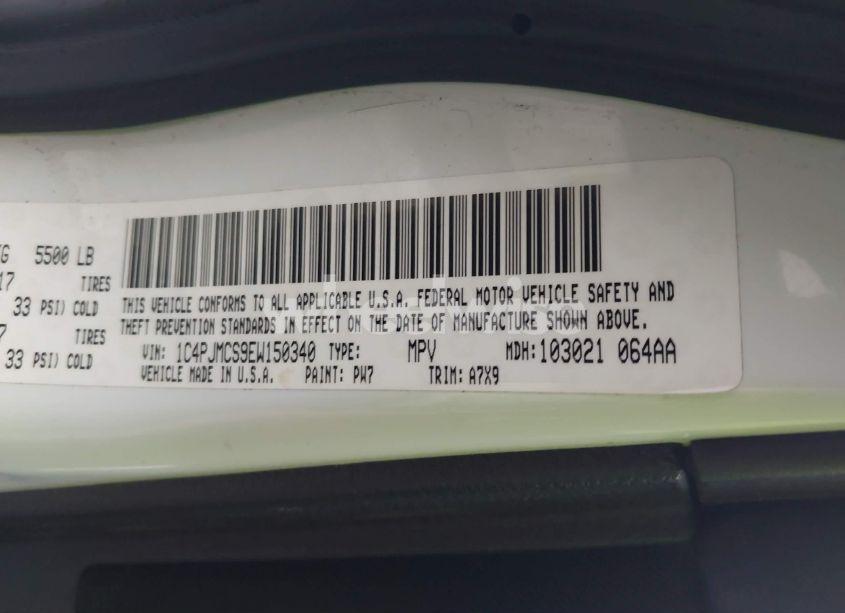 KG 5500 LB
17 TIRES
33 PSI) COLD
7 TIRES
33 PSI) COLD
THIS VEHICLE CONFORMS TO ALL APPLICABLE U.S.A. FEDERAL MOTOR VEHICLE SAFETY AND
THEFT PREVENTION STANDARDS IN EFFECT ON THE DATE OF MANUFACTURE SHOWN ABOVE.
VIN: 1C4PJMCS9EW150340 TYPE: MPV MDH: 103021 064AA
VEHICLE MADE IN U.S.A. PAINT: PW7 TRIM: A7X9